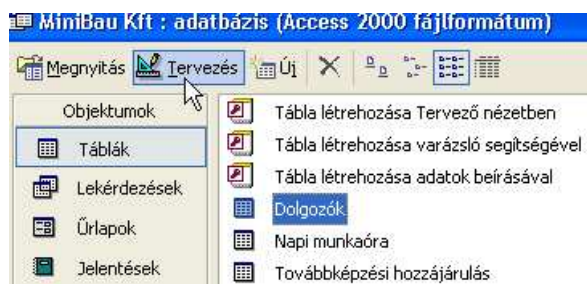 MiniBau Kft : adatbázis (Access 2000 fájlformátum)
Megnyitás Tervezés Új
Objektumok
Táblák
Lekérdezések
Űrlapok
Jelentések
Tábla létrehozása Tervező nézetben
Tábla létrehozása varázsló segítségével
Tábla létrehozása adatok beírásával
Dolgozók
Napi munkaóra
Továbbképzési hozzájárulás